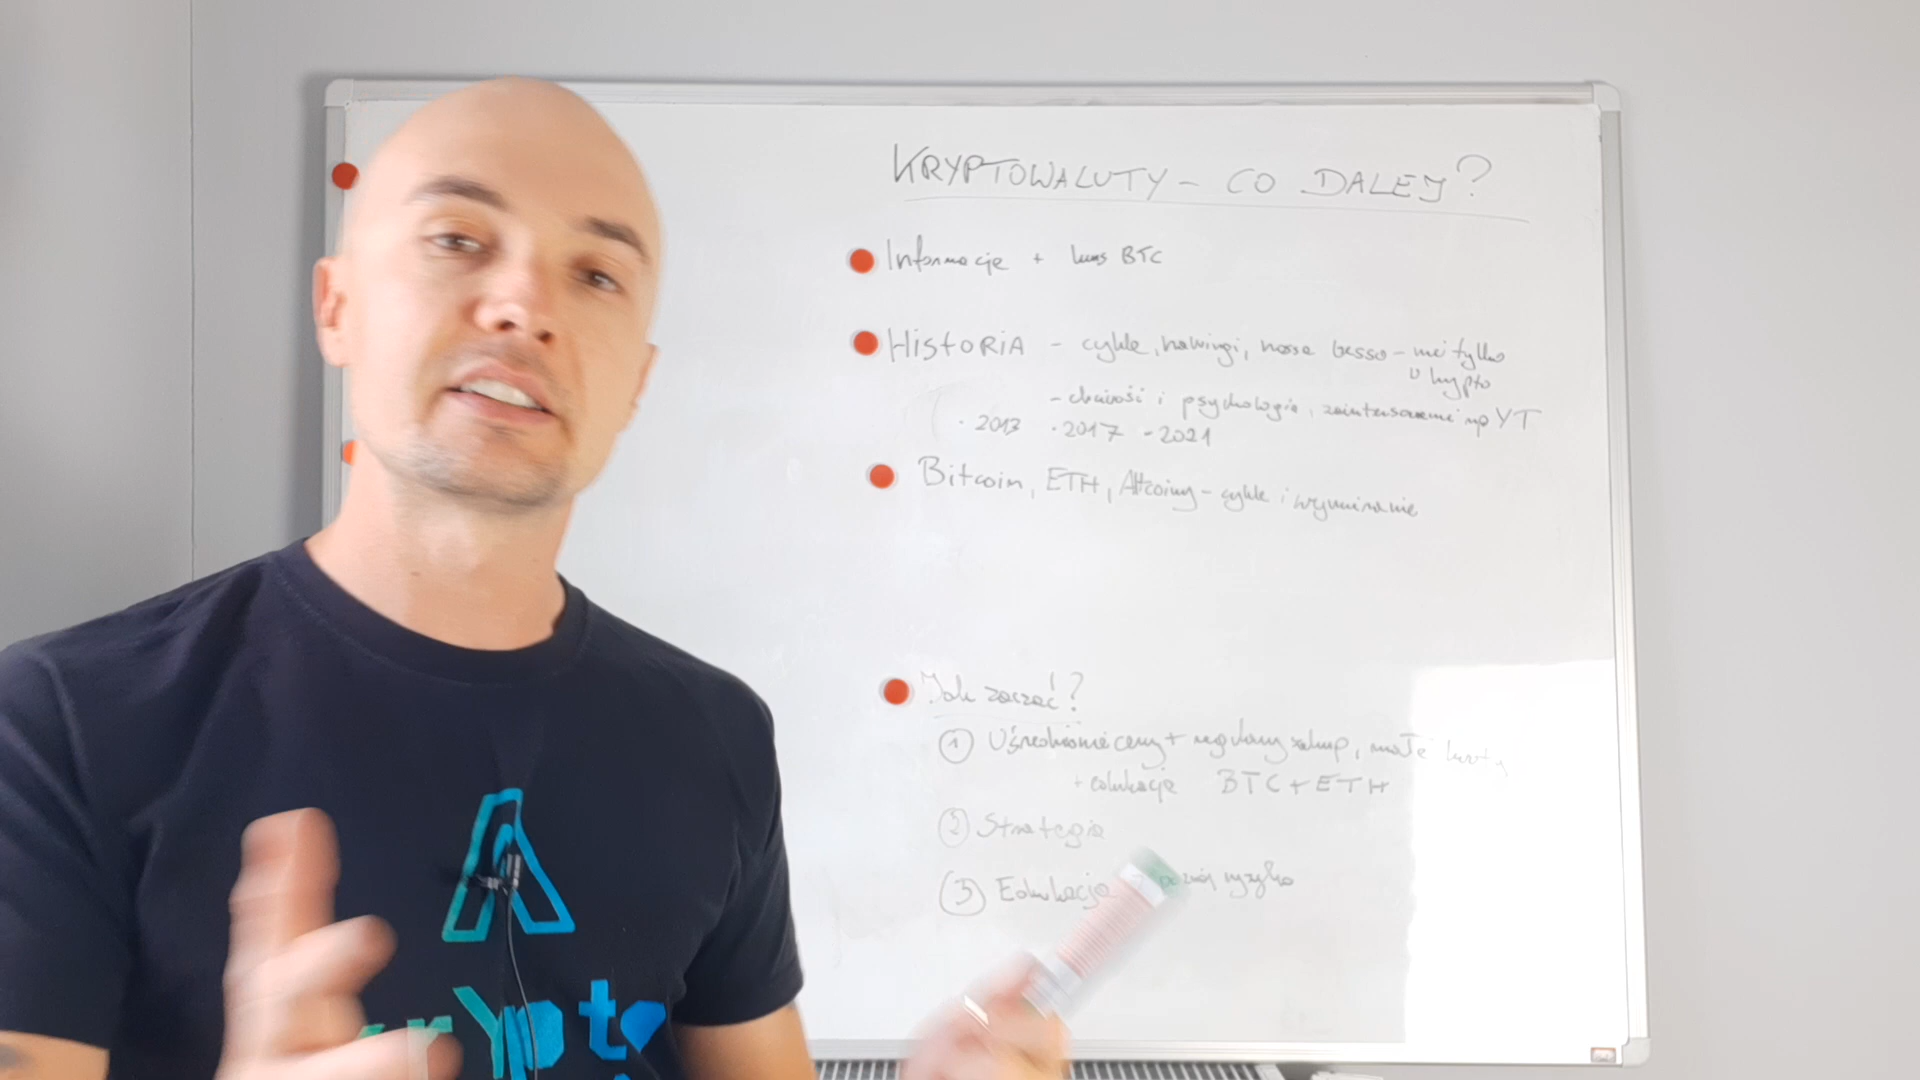 KRYPTOWALUTY - CO DALEJ?
Informacje + kurs BTC
HISTORIA - cykle, halvingi, hossa bessa - nie tylko
w krypto
- chciwość i psychologia, zainteresowanie np YT
· 2013 · 2017 - 2021
Bitcoin, ETH, Altcoiny - cykle i
Jak zacząć?
1 Uśrednianie ceny + regularny zakup, małe kwoty
+ edukacja BTC + ETH
2 Strategia
3 Edukacja ryzyko
A
krypto